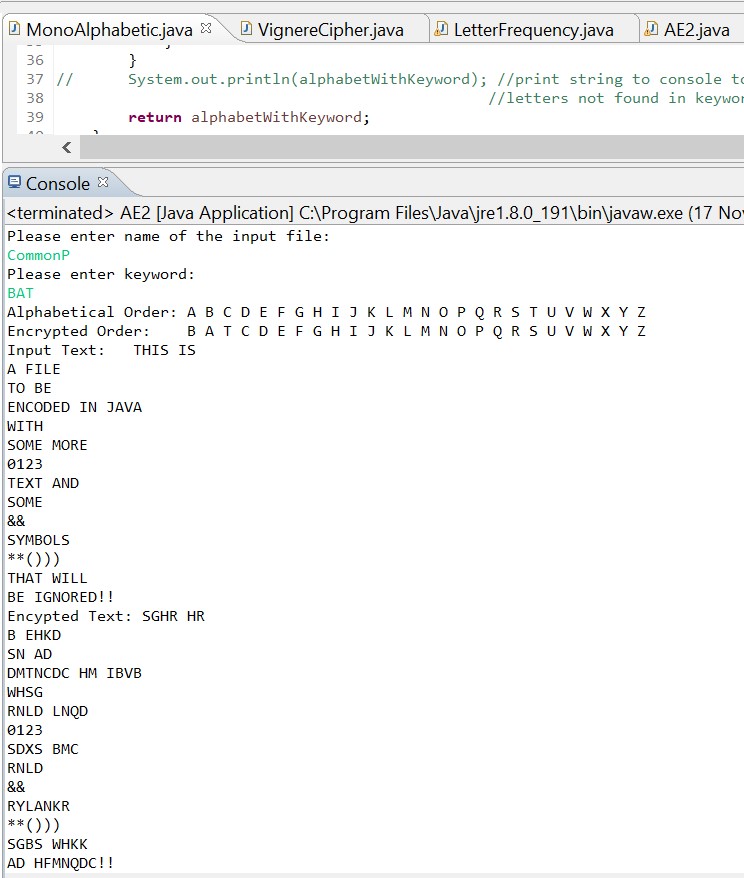 MonoAlphabetic.java VignereCipher.java LetterFrequency.java AE2.java
36 }
37 // System.out.println(alphabetWithKeyword); //print string to console
38 //letters not found in
39 return alphabetWithKeyword;
Console
<terminated> AE2 [Java Application] C:\Program Files\Java\jre1.8.0_191\bin\javaw.exe (17
Please enter name of the input file:
CommonP
Please enter keyword:
BAT
Alphabetical Order: A B C D E F G H I J K L M N O P Q R S T U V W X Y Z
Encrypted Order: B A T C D E F G H I J K L M N O P Q R S U V W X Y Z
Input Text: THIS IS
A FILE
TO BE
ENCODED IN JAVA
WITH
SOME MORE
0123
TEXT AND
SOME
&&
SYMBOLS
**()))
THAT WILL
BE IGNORED!!
Encypted Text: SGHR HR
B EHKD
SN AD
DMTNCDC HM IBVB
WHSG
RNLD LNQD
0123
SDXS BMC
RNLD
&&
RYLANKR
**()))
SGBS WHKK
AD HFMNQDC!!